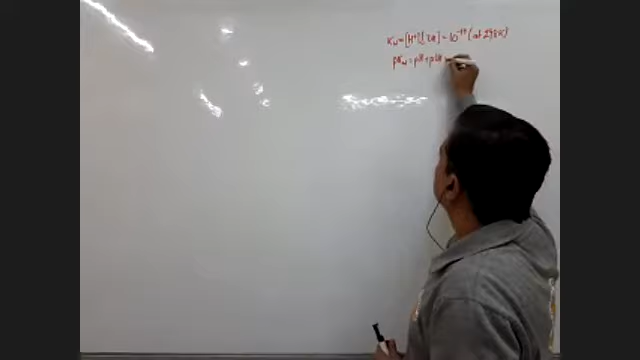 Kw = [H+][OH] = 10^-14 (at 298K)
pKw = pH + pOH =